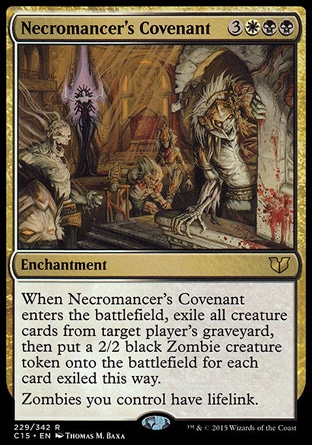 Necromancer's Covenant 3
Enchantment
When Necromancer's Covenant
enters the battlefield, exile all creature
cards from target player's graveyard,
then put a 2/2 black Zombie creature
token onto the battlefield for each
card exiled this way.
Zombies you control have lifelink.
229/342 R
C15 • EN Thomas M. Baxa
™ & © 2015 Wizards of the Coast